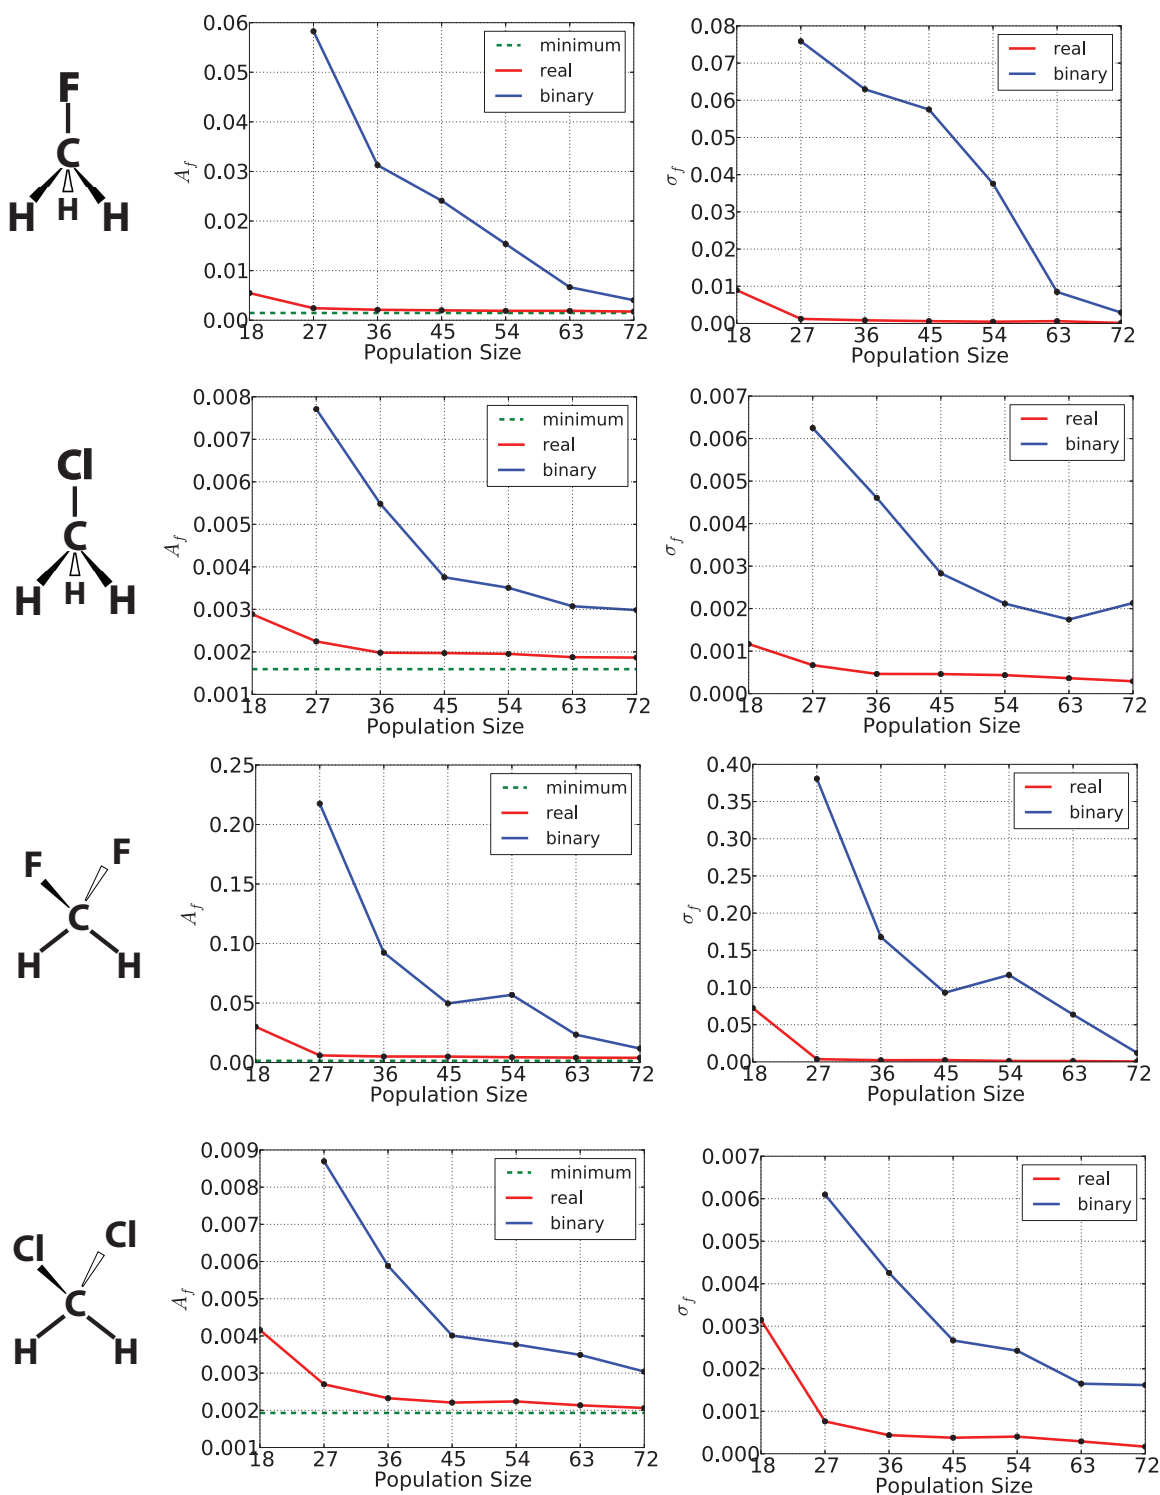 F
C
H H H
0.06
0.05
0.04
0.03
0.02
0.01
0.00
A_f
minimum
real
binary
18 27 36 45 54 63 72
Population Size
0.08
0.07
0.06
0.05
0.04
0.03
0.02
0.01
0.00
σ_f
real
binary
18 27 36 45 54 63 72
Population Size
Cl
C
H H H
0.008
0.007
0.006
0.005
0.004
0.003
0.002
0.001
A_f
minimum
real
binary
18 27 36 45 54 63 72
Population Size
0.007
0.006
0.005
0.004
0.003
0.002
0.001
0.000
σ_f
real
binary
18 27 36 45 54 63 72
Population Size
F F
C
H H
0.25
0.20
0.15
0.10
0.05
0.00
A_f
minimum
real
binary
18 27 36 45 54 63 72
Population Size
0.40
0.35
0.30
0.25
0.20
0.15
0.10
0.05
0.00
σ_f
real
binary
18 27 36 45 54 63 72
Population Size
Cl Cl
C
H H
0.009
0.008
0.007
0.006
0.005
0.004
0.003
0.002
0.001
A_f
minimum
real
binary
18 27 36 45 54 63 72
Population Size
0.007
0.006
0.005
0.004
0.003
0.002
0.001
0.000
σ_f
real
binary
18 27 36 45 54 63 72
Population Size